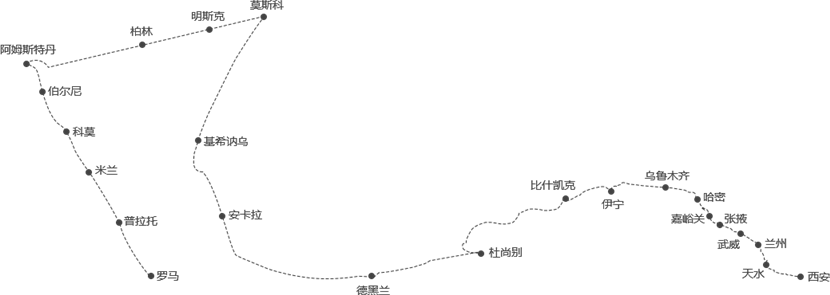 莫斯科
明斯克
柏林
阿姆斯特丹
伯尔尼
科莫
基希讷乌
米兰
乌鲁木齐
比什凯克
哈密
伊宁
安卡拉
嘉峪关
张掖
普拉托
武威
兰州
杜尚别
天水
罗马
西安
德黑兰